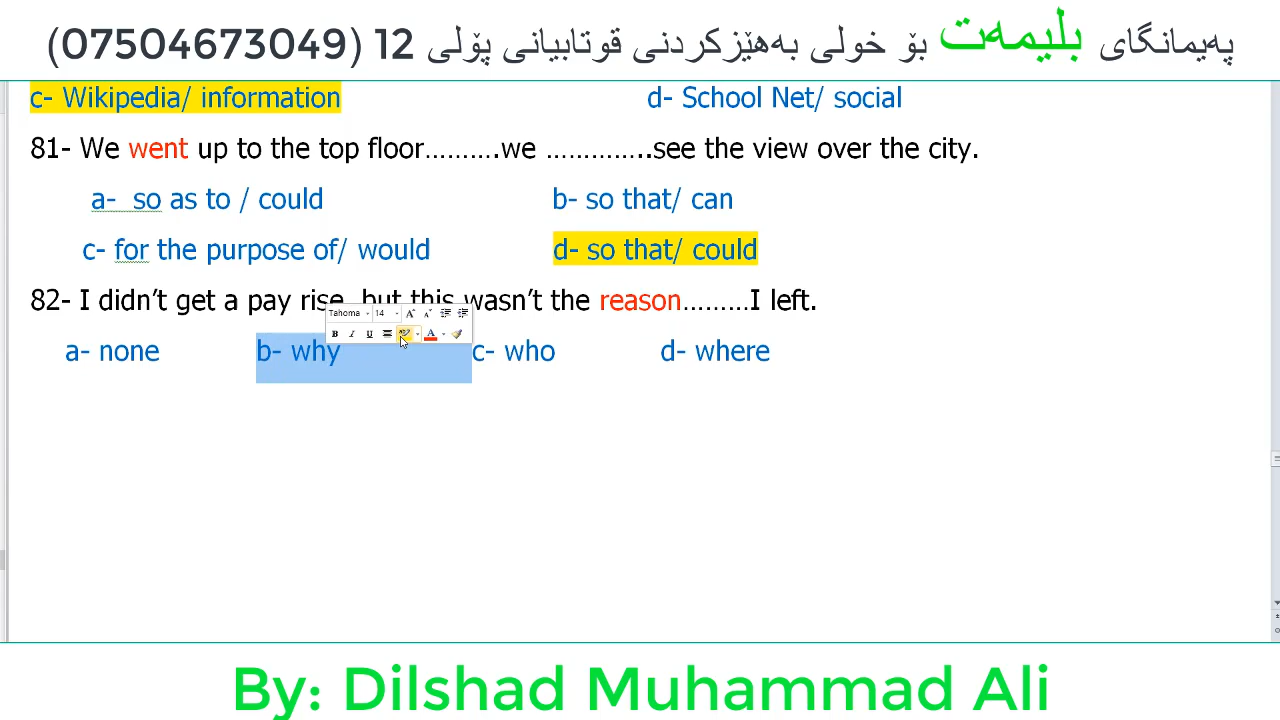 پەیمانگای بلیمەت بۆ خولی بەهێزکردنی قوتابیانی پۆلی 12 (07504673049)
c- Wikipedia/ information d- School Net/ social
81- We went up to the top floor……….we …………..see the view over the city.
a- so as to / could b- so that/ can
c- for the purpose of/ would d- so that/ could
82- I didn’t get a pay rise, but this wasn’t the reason………I left.
Tahoma 14
a- none b- why c- who d- where
By: Dilshad Muhammad Ali